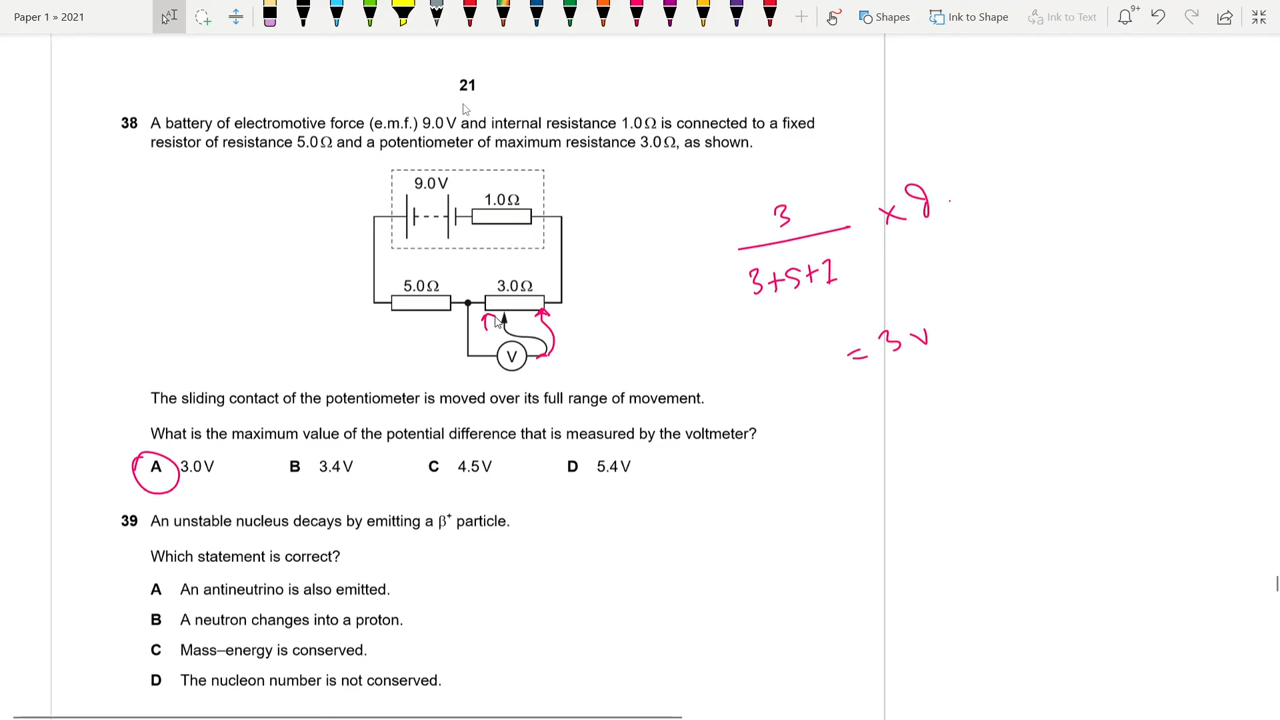 Paper 1 » 2021
Shapes
Ink to Shape
Ink to Text
9+
21
38 A battery of electromotive force (e.m.f.) 9.0 V and internal resistance 1.0 Ω is connected to a fixed
resistor of resistance 5.0 Ω and a potentiometer of maximum resistance 3.0 Ω, as shown.
9.0 V
1.0 Ω
5.0 Ω
3.0 Ω
V
3
× 9
3+5+1
= 3 V
The sliding contact of the potentiometer is moved over its full range of movement.
What is the maximum value of the potential difference that is measured by the voltmeter?
A 3.0 V B 3.4 V C 4.5 V D 5.4 V
39 An unstable nucleus decays by emitting a β⁺ particle.
Which statement is correct?
A An antineutrino is also emitted.
B A neutron changes into a proton.
C Mass–energy is conserved.
D The nucleon number is not conserved.